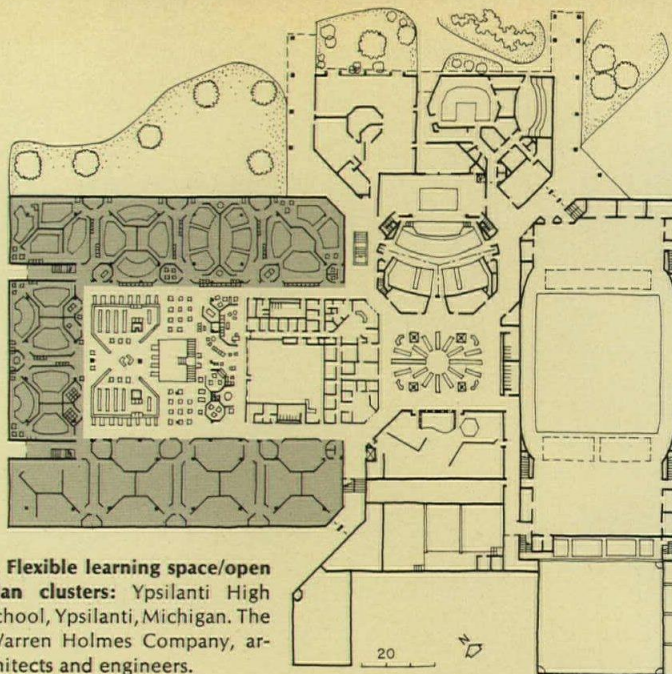 Flexible learning space/open
an clusters: Ypsilanti High
chool, Ypsilanti, Michigan. The
arren Holmes Company, ar-
hitects and engineers.
20
N